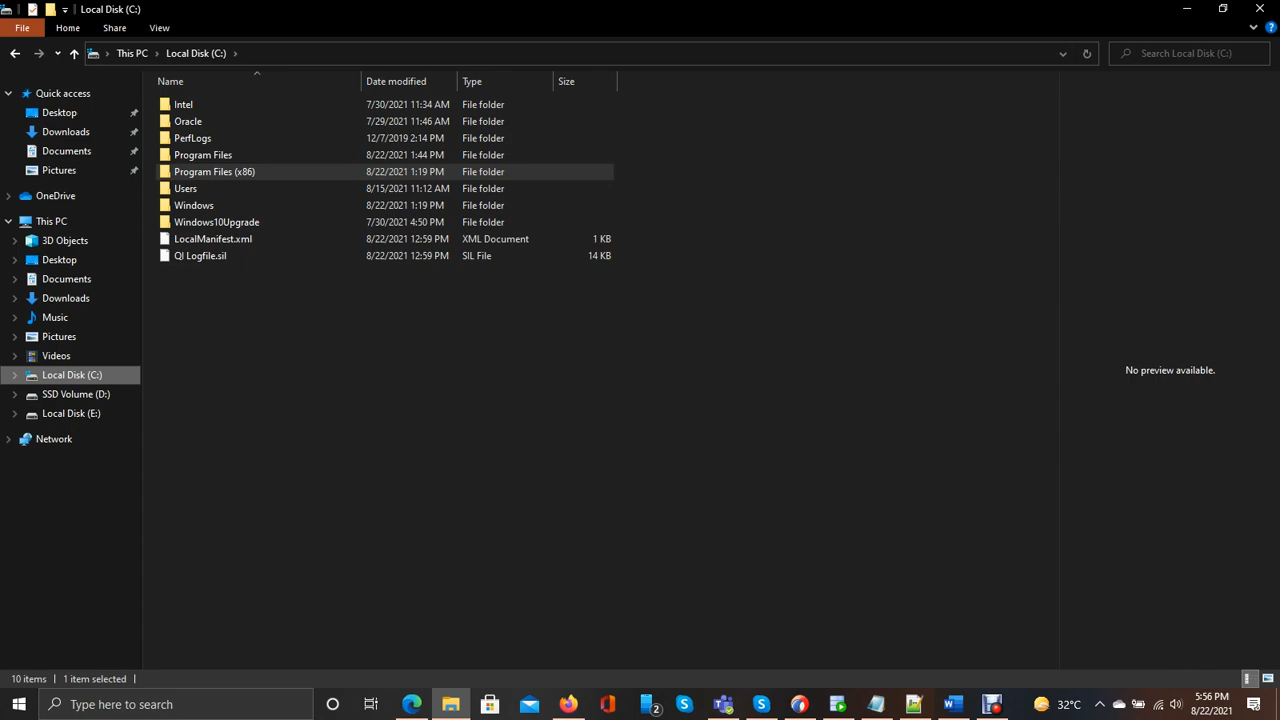 Local Disk (C:)
File Home Share View
This PC Local Disk (C:) Search Local Disk (C:)
Name Date modified Type Size
Quick access
Desktop
Downloads
Documents
Pictures
OneDrive
This PC
3D Objects
Desktop
Documents
Downloads
Music
Pictures
Videos
Local Disk (C:)
SSD Volume (D:)
Local Disk (E:)
Network
Intel 7/30/2021 11:34 AM File folder
Oracle 7/29/2021 11:46 AM File folder
PerfLogs 12/7/2019 2:14 PM File folder
Program Files 8/22/2021 1:44 PM File folder
Program Files (x86) 8/22/2021 1:19 PM File folder
Users 8/15/2021 11:12 AM File folder
Windows 8/22/2021 1:19 PM File folder
Windows10Upgrade 7/30/2021 4:50 PM File folder
LocalManifest.xml 8/22/2021 12:59 PM XML Document 1 KB
QI Logfile.sil 8/22/2021 12:59 PM SIL File 14 KB
No preview available.
10 items 1 item selected
Type here to search 2 32°C 5:56 PM
8/22/2021